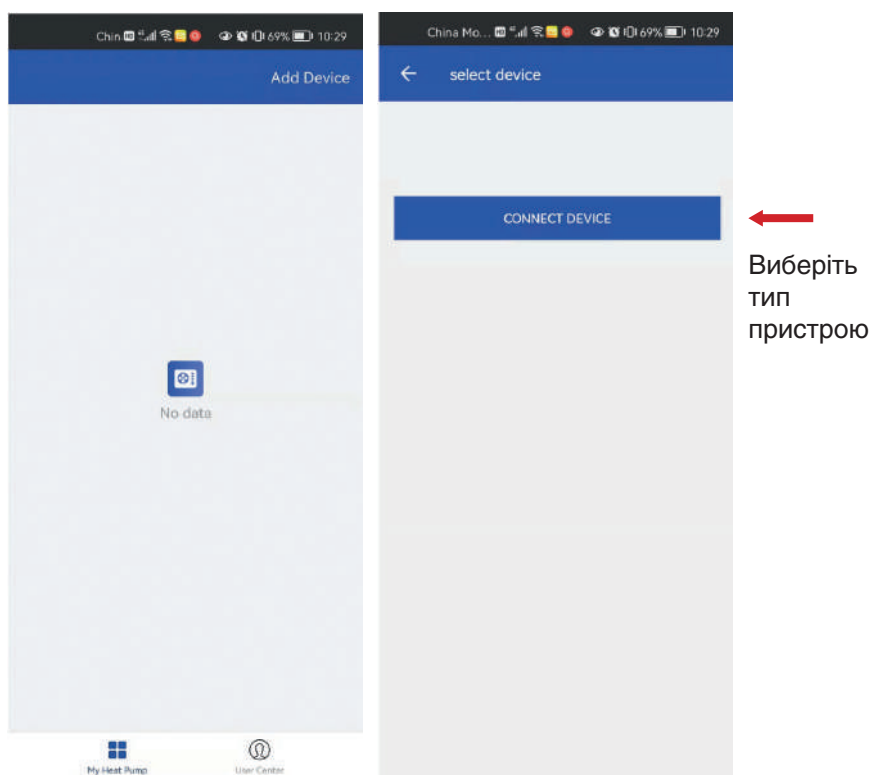 Chin 69% 10:29
Add Device
No data
My Heat Pump
User Center
China Mo... 69% 10:29
select device
CONNECT DEVICE
Виберіть
тип
пристрою